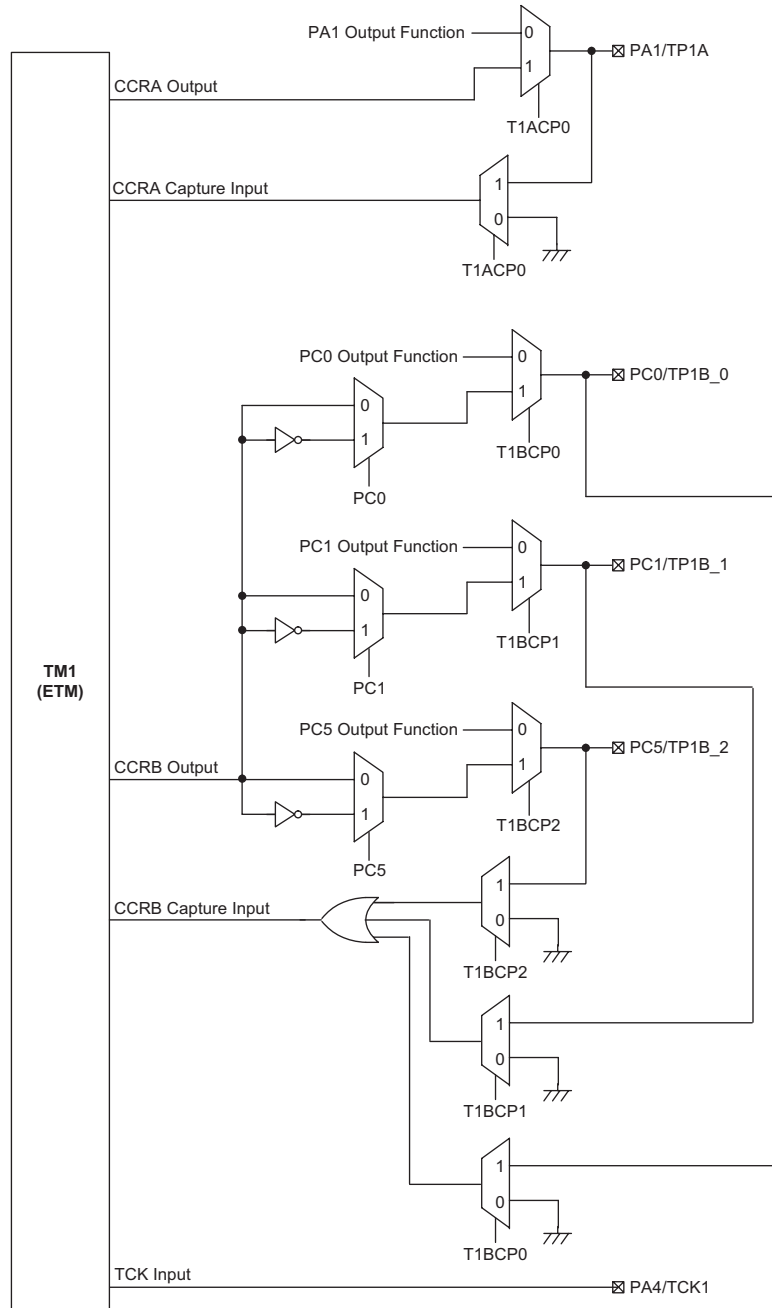 PA1 Output Function
0
1
PA1/TP1A
CCRA Output
T1ACP0
CCRA Capture Input
1
0
T1ACP0
PC0 Output Function
0
1
PC0/TP1B_0
0
1
T1BCP0
PC0
PC1 Output Function
0
1
PC1/TP1B_1
0
1
T1BCP1
PC1
TM1
(ETM)
PC5 Output Function
0
1
PC5/TP1B_2
CCRB Output
0
1
T1BCP2
PC5
CCRB Capture Input
1
0
T1BCP2
1
0
T1BCP1
1
0
T1BCP0
TCK Input
PA4/TCK1